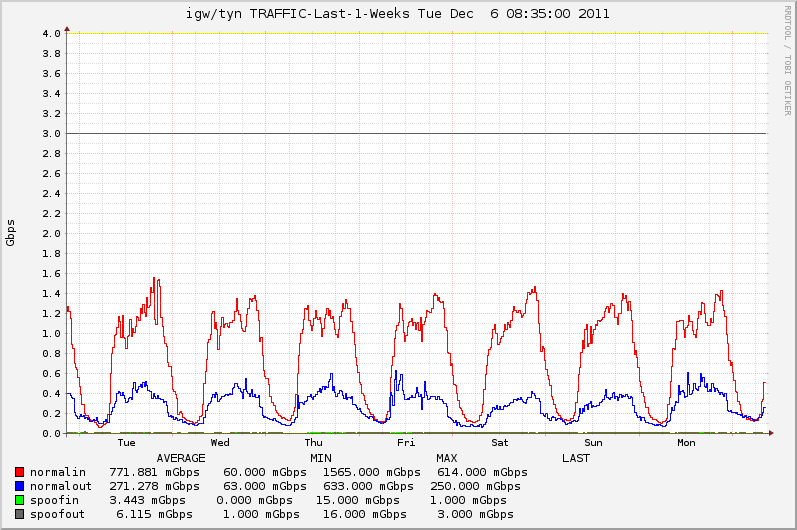 igw/tyn TRAFFIC-Last-1-Weeks Tue Dec  6 08:35:00 2011
RRDTOOL / TOBI OETIKER
Gbps
4.0
3.8
3.6
3.4
3.2
3.0
2.8
2.6
2.4
2.2
2.0
1.8
1.6
1.4
1.2
1.0
0.8
0.6
0.4
0.2
0.0
Tue Wed Thu Fri Sat Sun Mon
AVERAGE MIN MAX LAST
normalin 771.881 mGbps 60.000 mGbps 1565.000 mGbps 614.000 mGbps
normalout 271.278 mGbps 63.000 mGbps 633.000 mGbps 250.000 mGbps
spoofin 3.443 mGbps 0.000 mGbps 15.000 mGbps 1.000 mGbps
spoofout 6.115 mGbps 1.000 mGbps 16.000 mGbps 3.000 mGbps